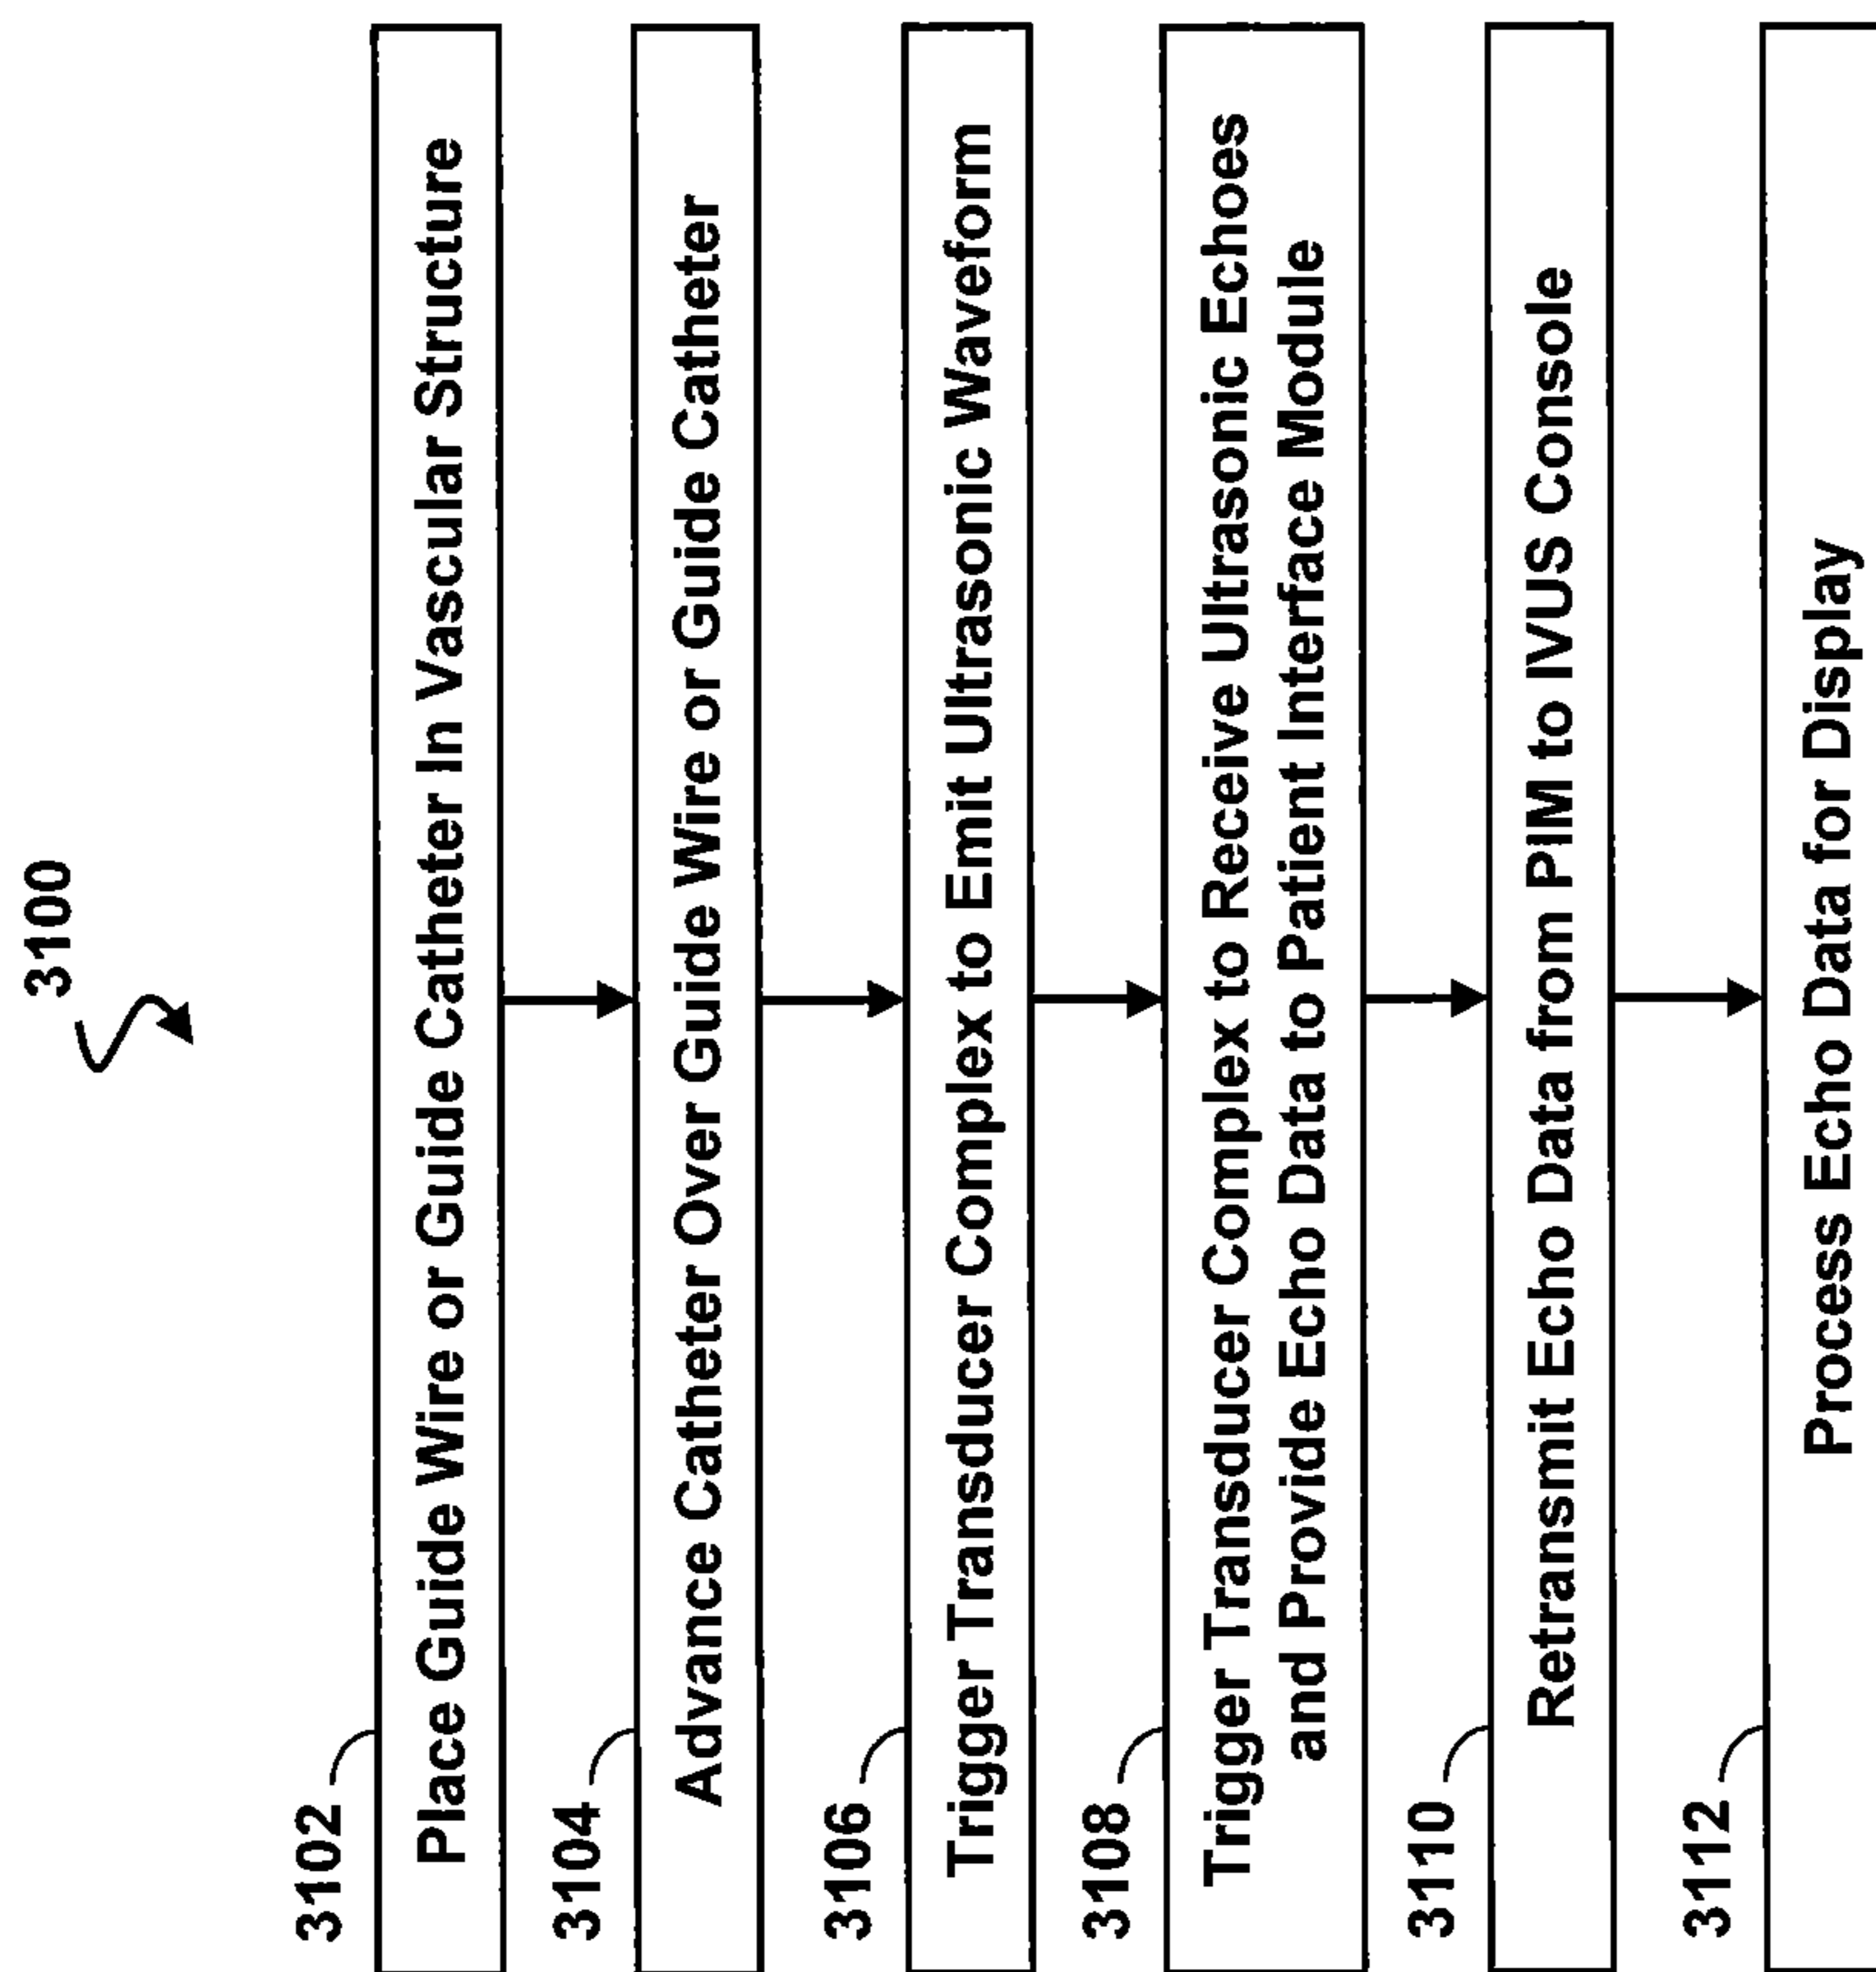 3100
3102
Place Guide Wire or Guide Catheter In Vascular Structure
3104
Advance Catheter Over Guide Wire or Guide Catheter
3106
Trigger Transducer Complex to Emit Ultrasonic Waveform
3108
Trigger Transducer Complex to Receive Ultrasonic Echoes
and Provide Echo Data to Patient Interface Module
3110
Retransmit Echo Data from PIM to IVUS Console
3112
Process Echo Data for Display